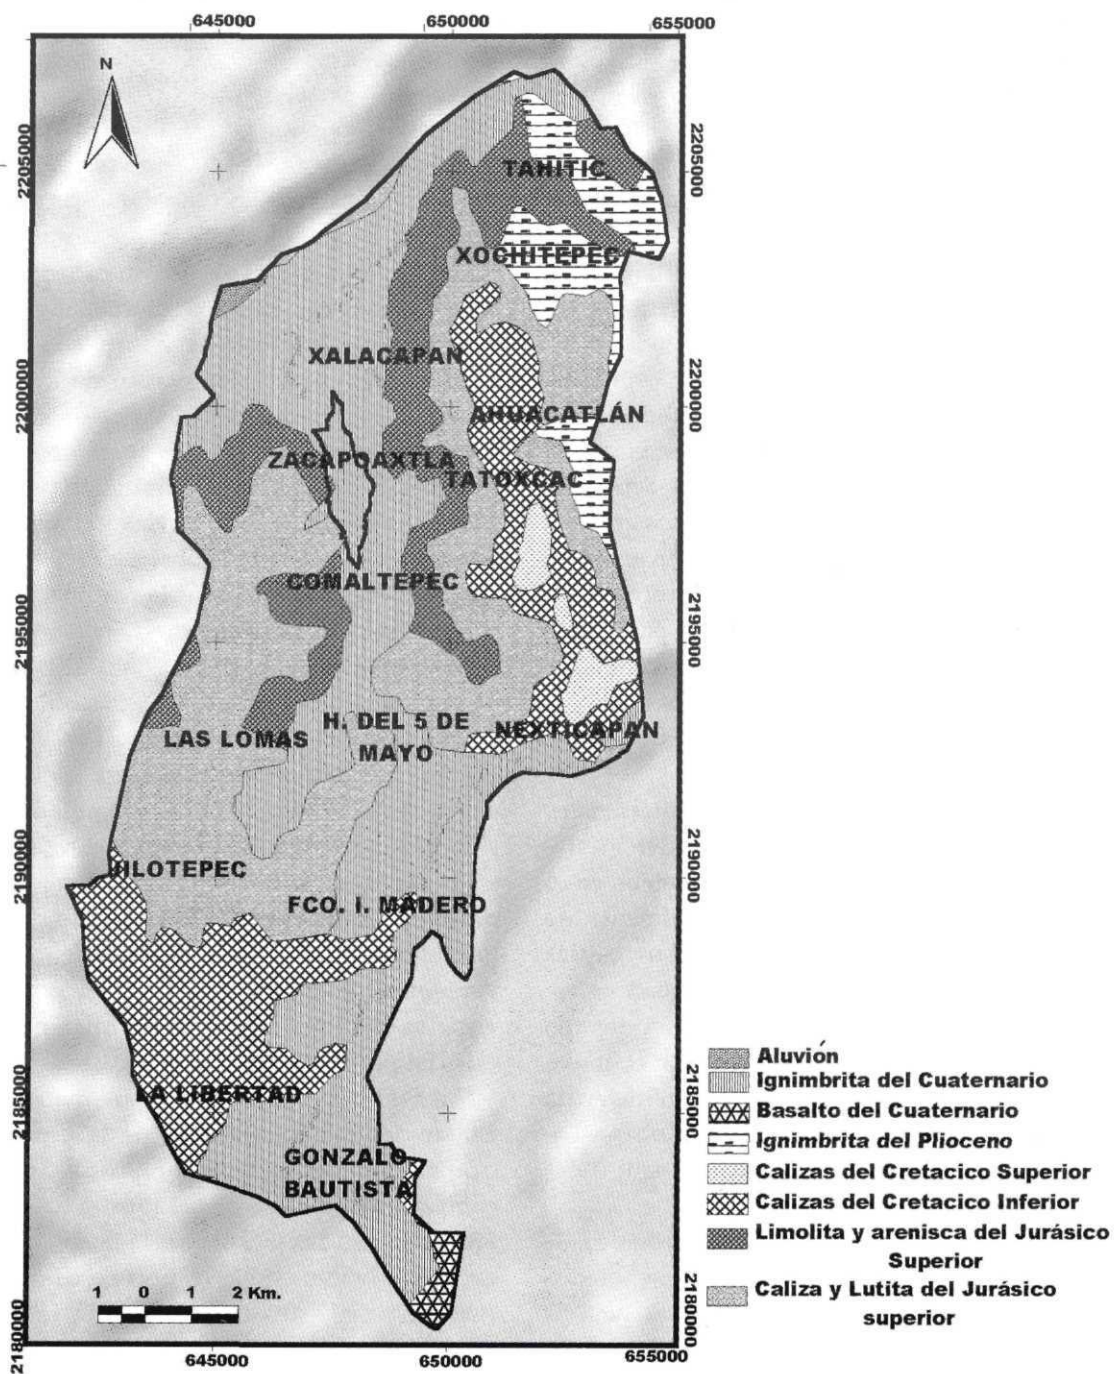 645000
650000
655000
N
2205000
2205000
TAHITIC
XOCHITEPEC
XALACAPAN
2200000
2200000
AHUACATLÁN
ZACAPOAXTLA
TATOXCAC
COMALTEPEC
2195000
2195000
H. DEL 5 DE
MAYO
NEXTICAPAN
LAS LOMAS
2190000
2190000
JILOTEPEC
FCO. I. MADERO
2185000
2185000
LA LIBERTAD
GONZALO
BAUTISTA
1 0 1 2 Km.
2180000
2180000
645000
650000
655000
Aluvión
Ignimbrita del Cuaternario
Basalto del Cuaternario
Ignimbrita del Plioceno
Calizas del Cretacico Superior
Calizas del Cretacico Inferior
Limolita y arenisca del Jurásico
Superior
Caliza y Lutita del Jurásico
superior